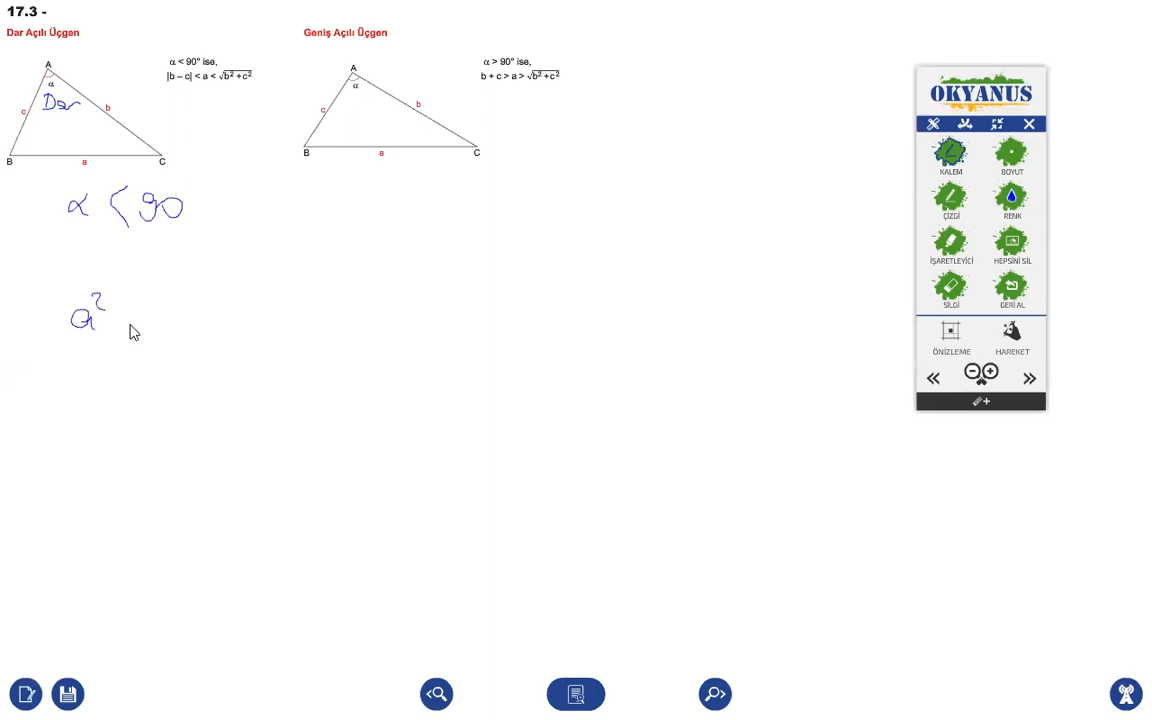 17.3 -
Dar Açılı Üçgen
α < 90° ise,
|b – c| < a < √b² +c²
A
α
Dar
c
b
B
a
C
α < 90
a²
Geniş Açılı Üçgen
α > 90° ise,
b + c > a > √b² +c²
A
α
c
b
B
a
C
OKYANUS
KALEM
BOYUT
ÇİZGİ
RENK
İŞARETLEYİCİ
HEPSİNİ SİL
SİLGİ
GERİ AL
ÖNİZLEME
HAREKET